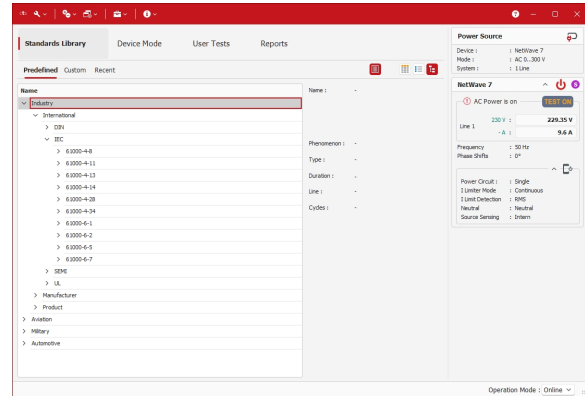 Standards Library
Device Mode
User Tests
Reports
Predefined Custom Recent
Name
Industry
International
DIN
IEC
61000-4-8
61000-4-11
61000-4-13
61000-4-14
61000-4-28
61000-4-34
61000-6-1
61000-6-2
61000-6-5
61000-6-7
SEMI
UL
Manufacturer
Product
Aviation
Military
Automotive
Name : -
Phenomenon : -
Type : -
Duration : -
Line : -
Cycles : -
Power Source
Device : : NetWave 7
Mode : : AC 0...300 V
System : : 1 Line
NetWave 7
S
AC Power is on
TEST ON
Line 1
230 V : 229.35 V
- A : 9.6 A
Frequency : 50 Hz
Phase Shifts : 0°
Power Circuit : : Single
I Limiter Mode : Continuous
I Limit Detection : RMS
Neutral : Neutral
Source Sensing : Intern
Operation Mode : Online